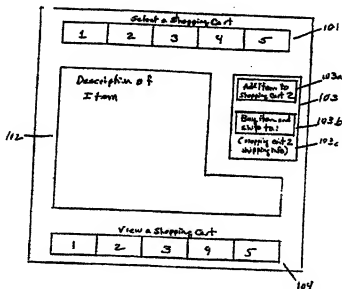 Select a Shopping Cart
1 2 3 4 5
101
Description of
Item
Add Item to
Shopping Cart 2
103a
103
Buy item and
ship to:
103b
(shopping cart 2
shipping info)
103c
102
View a Shopping Cart
1 2 3 4 5
104